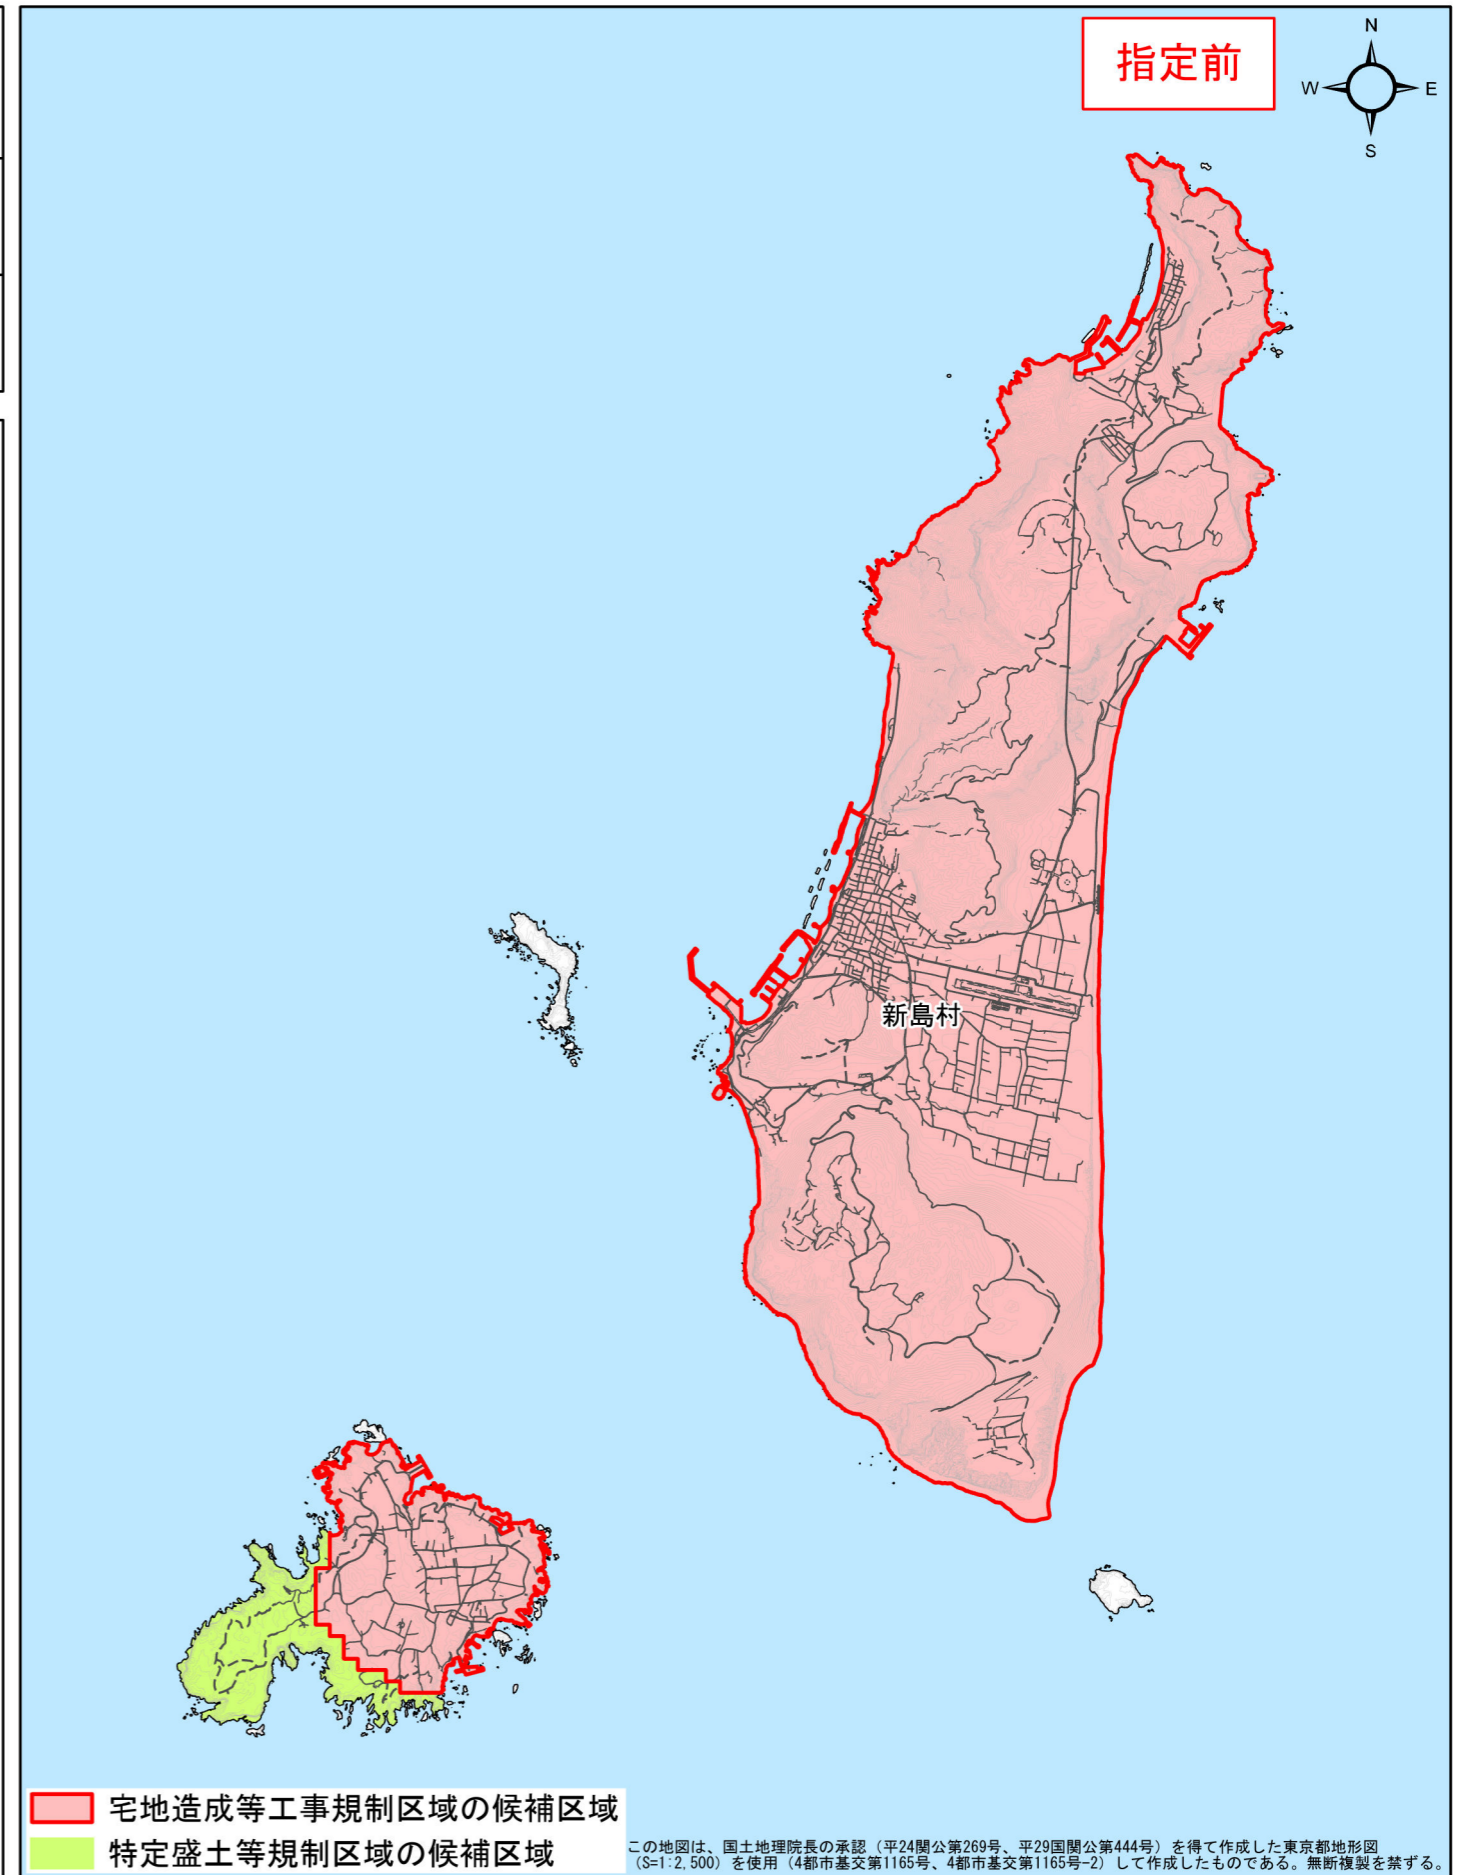 指定前
N
W E
S
新島村
宅地造成等工事規制区域の候補区域
特定盛土等規制区域の候補区域
この地図は、国土地理院長の承認（平24関公第269号、平29国関公第444号）を得て作成した東京都地形図
（S=1:2,500）を使用（4都市基交第1165号、4都市基交第1165号-2）して作成したものである。無断複製を禁ずる。